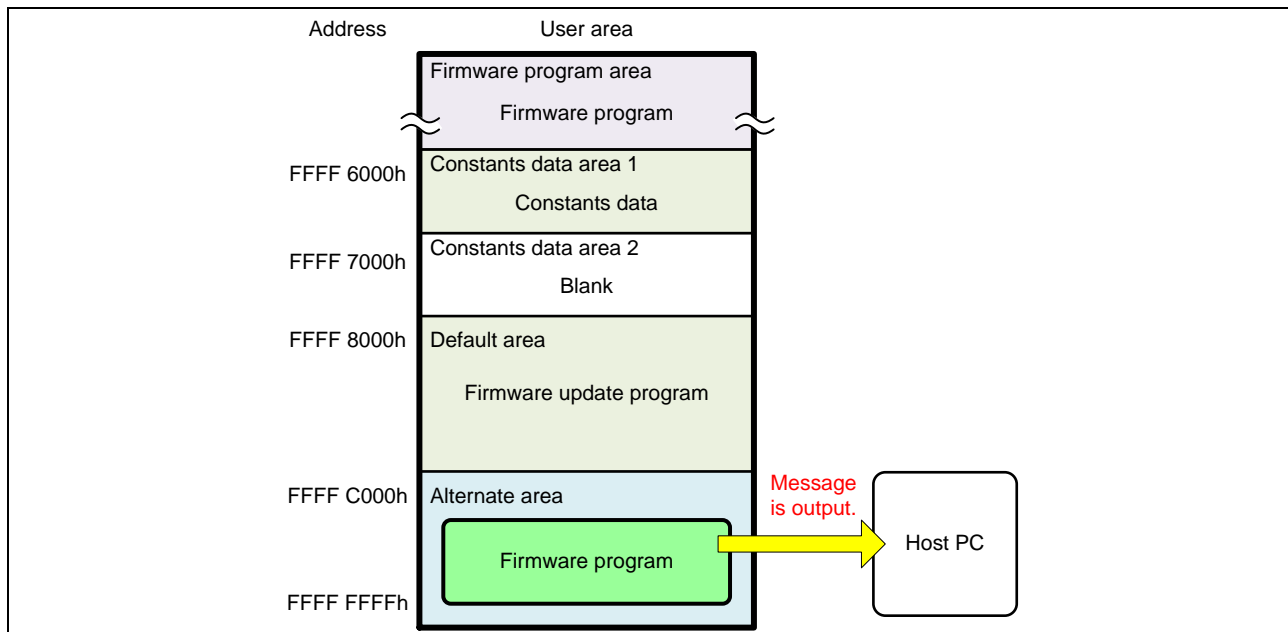 Address
User area
Firmware program area
Firmware program
FFFF 6000h
Constants data area 1
Constants data
FFFF 7000h
Constants data area 2
Blank
FFFF 8000h
Default area
Firmware update program
FFFF C000h
Alternate area
Message
is output.
Firmware program
Host PC
FFFF FFFFh